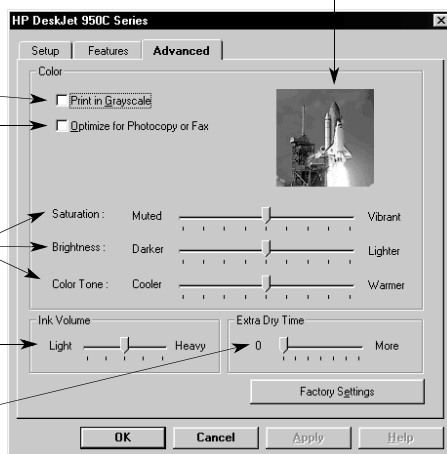 HP DeskJet 950C Series
Setup Features Advanced
Color
Print in Grayscale
Optimize for Photocopy or Fax
Saturation : Muted Vibrant
Brightness : Darker Lighter
Color Tone : Cooler Warmer
Ink Volume
Light Heavy
Extra Dry Time
0 More
Factory Settings
OK Cancel Apply Help